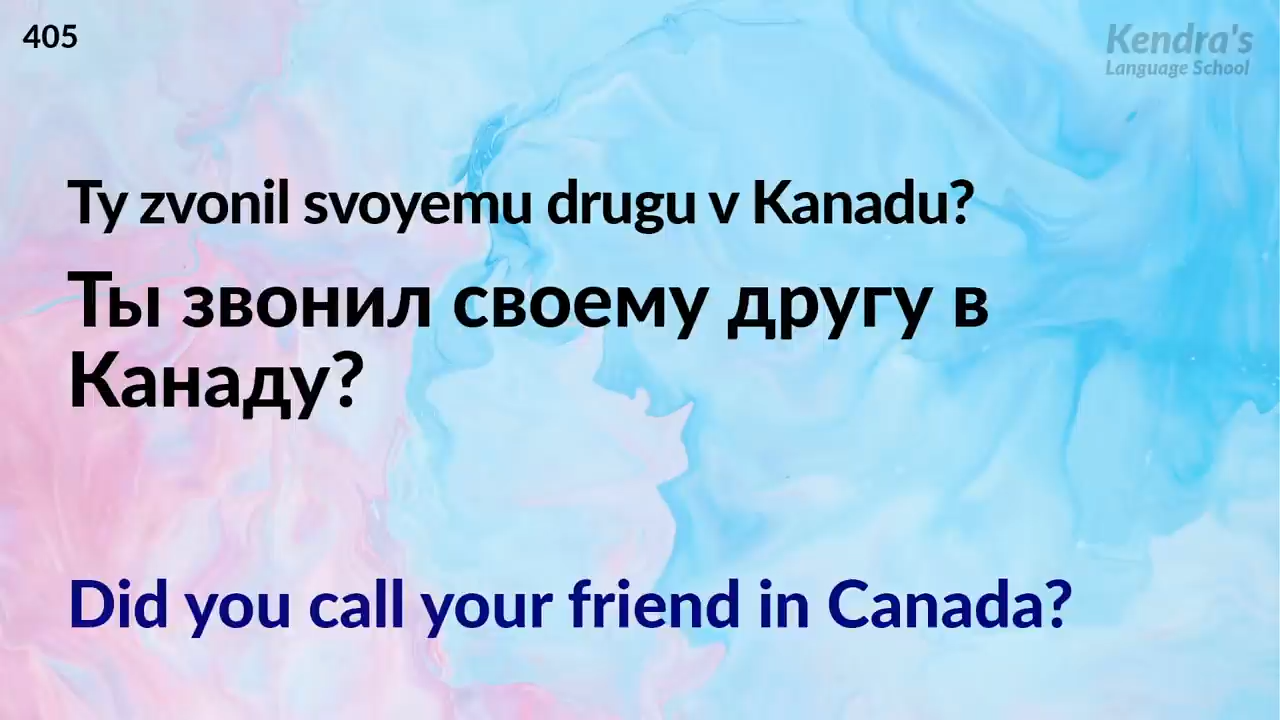 405
Kendra's
Language School
Ty zvonil svoyemu drugu v Kanadu?
Ты звонил своему другу в
Канаду?
Did you call your friend in Canada?